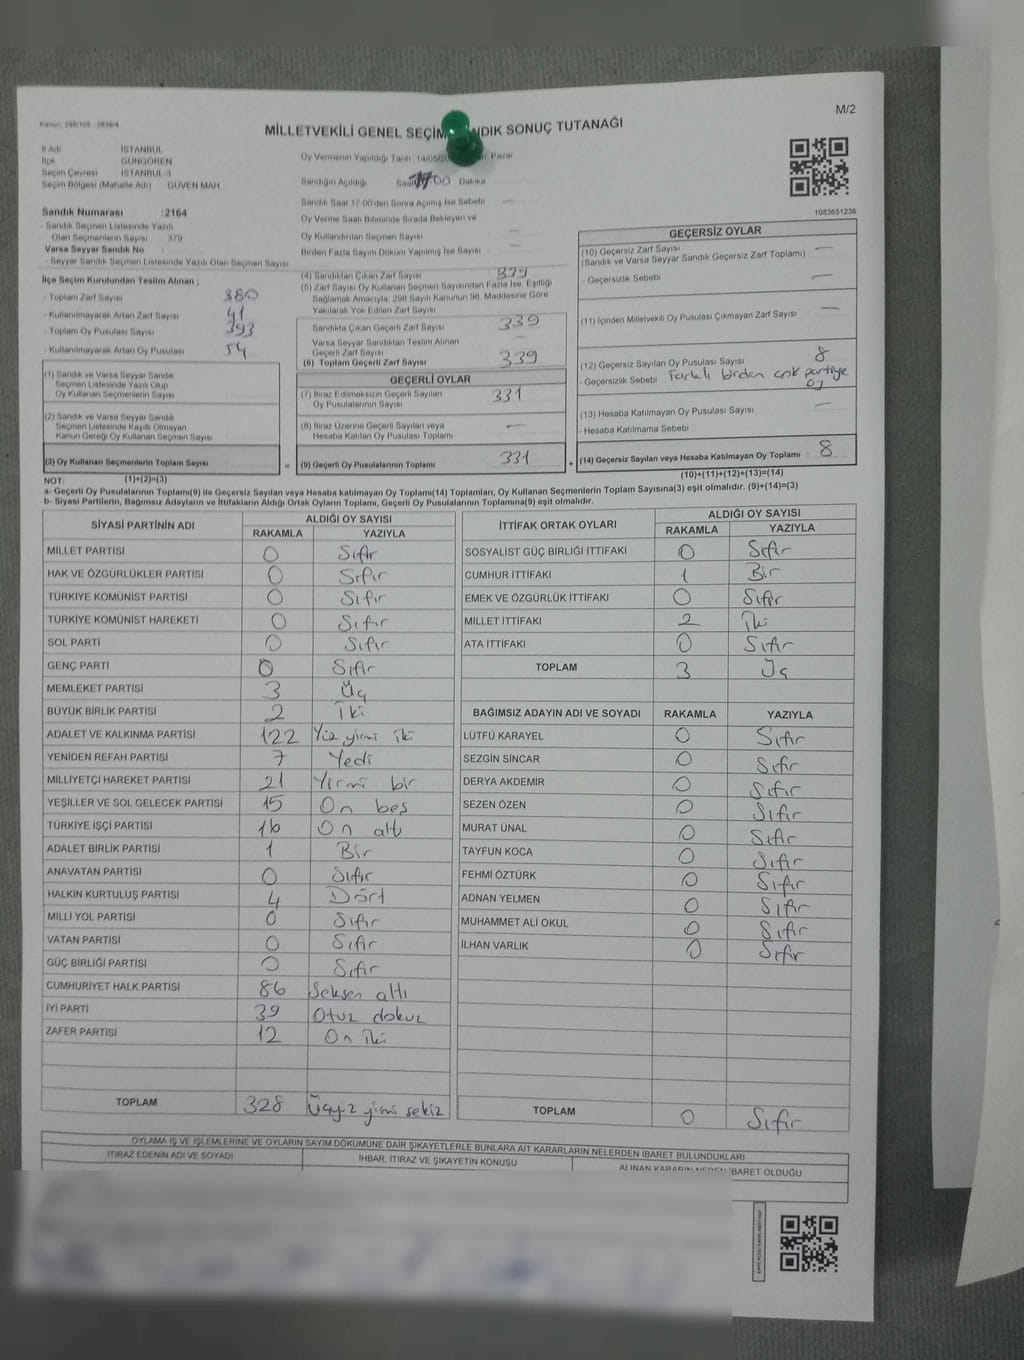 M/2
MİLLETVEKİLİ GENEL SEÇİM SANDIK SONUÇ TUTANAĞI
İl Adı İSTANBUL
İlçe GÜNGÖREN
Seçim Çevresi İSTANBUL 3
Seçim Bölgesi (Mahalle Adı) GÜVEN MAH.
Oy Vermenin Yapıldığı Tarih 14/05/20 Pazar
Sandığın Açıldığı Saat 17:00 Dakika
Sandık Saat 17:00'den Sonra Açılmış İse Sebebi
Oy Verme Saati Bitiminde Sırada Bekleyen ve
Oy Kullandırılan Seçmen Sayısı
Birden Fazla Sayım Döküm Yapılmış İse Sayısı
Sandık Numarası : 2164
- Sandık Seçmen Listesinde Yazılı
Olan Seçmenlerin Sayısı : 379
Varsa Seyyar Sandık No :
- Seyyar Sandık Seçmen Listesinde Yazılı Olan Seçmen Sayısı
1083651236
İlçe Seçim Kurulundan Teslim Alınan ;
- Toplam Zarf Sayısı 380
- Kullanılmayarak Artan Zarf Sayısı 41
- Toplam Oy Pusulası Sayısı 393
- Kullanılmayarak Artan Oy Pusulası 54
(4) Sandıktan Çıkan Zarf Sayısı 339
(5) Zarf Sayısı Oy Kullanan Seçmen Sayısından Fazla İse, Eşitliği
Sağlamak Amacıyla, 298 Sayılı Kanunun 98. Maddesine Göre
Yakılarak Yok Edilen Zarf Sayısı
Sandıkta Çıkan Geçerli Zarf Sayısı 339
Varsa Seyyar Sandıktan Teslim Alınan
Geçerli Zarf Sayısı
(6) Toplam Geçerli Zarf Sayısı 339
GEÇERSİZ OYLAR
(10) Geçersiz Zarf Sayısı —
(Sandık ve Varsa Seyyar Sandık Geçersiz Zarf Toplamı)
- Geçersizlik Sebebi —
(11) İçinden Milletvekili Oy Pusulası Çıkmayan Zarf Sayısı —
(12) Geçersiz Sayılan Oy Pusulası Sayısı 8
- Geçersizlik Sebebi Farklı birden çok partiye oy
(13) Hesaba Katılmayan Oy Pusulası Sayısı —
- Hesaba Katılmama Sebebi
(14) Geçersiz Sayılan veya Hesaba Katılmayan Oy Toplamı 8
(10)+(11)+(12)+(13)=(14)
(1) Sandık ve Varsa Seyyar Sandık
Seçmen Listesinde Yazılı Olup
Oy Kullanan Seçmenlerin Sayısı
(2) Sandık ve Varsa Seyyar Sandık
Seçmen Listesinde Kayıtlı Olmayan
Kanun Gereği Oy Kullanan Seçmen Sayısı
(3) Oy Kullanan Seçmenlerin Toplam Sayısı
(1)+(2)=(3)
GEÇERLİ OYLAR
(7) İtiraz Edilmeksizin Geçerli Sayılan
Oy Pusulalarının Sayısı 331
(8) İtiraz Üzerine Geçerli Sayılan veya
Hesaba Katılan Oy Pusulası Toplamı —
= (9) Geçerli Oy Pusulalarının Toplamı 331 +
NOT:
a- Geçerli Oy Pusulalarının Toplamı(9) ile Geçersiz Sayılan veya Hesaba katılmayan Oy Toplamı(14) Toplamları, Oy Kullanan Seçmenlerin Toplam Sayısına(3) eşit olmalıdır. (9)+(14)=(3)
b- Siyasi Partilerin, Bağımsız Adayların ve İttifakların Aldığı Ortak Oyların Toplamı, Geçerli Oy Pusulalarının Toplamına(9) eşit olmalıdır.
SİYASİ PARTİNİN ADI ALDIĞI OY SAYISI
RAKAMLA YAZIYLA
MİLLET PARTİSİ 0 Sıfır
HAK VE ÖZGÜRLÜKLER PARTİSİ 0 Sıfır
TÜRKİYE KOMÜNİST PARTİSİ 0 Sıfır
TÜRKİYE KOMÜNİST HAREKETİ 0 Sıfır
SOL PARTİ 0 Sıfır
GENÇ PARTİ 0 Sıfır
MEMLEKET PARTİSİ 3 Üç
BÜYÜK BİRLİK PARTİSİ 2 İki
ADALET VE KALKINMA PARTİSİ 122 Yüz yirmi iki
YENİDEN REFAH PARTİSİ 7 Yedi
MİLLİYETÇİ HAREKET PARTİSİ 21 Yirmi bir
YEŞİLLER VE SOL GELECEK PARTİSİ 15 On beş
TÜRKİYE İŞÇİ PARTİSİ 16 On altı
ADALET BİRLİK PARTİSİ 1 Bir
ANAVATAN PARTİSİ 0 Sıfır
HALKIN KURTULUŞ PARTİSİ 4 Dört
MİLLİ YOL PARTİSİ 0 Sıfır
VATAN PARTİSİ 0 Sıfır
GÜÇ BİRLİĞİ PARTİSİ 0 Sıfır
CUMHURİYET HALK PARTİSİ 86 Seksen altı
İYİ PARTİ 39 Otuz dokuz
ZAFER PARTİSİ 12 On iki
TOPLAM 328 Üçyüz yirmi sekiz
İTTİFAK ORTAK OYLARI ALDIĞI OY SAYISI
RAKAMLA YAZIYLA
SOSYALİST GÜÇ BİRLİĞİ İTTİFAKI 0 Sıfır
CUMHUR İTTİFAKI 1 Bir
EMEK VE ÖZGÜRLÜK İTTİFAKI 0 Sıfır
MİLLET İTTİFAKI 2 İki
ATA İTTİFAKI 0 Sıfır
TOPLAM 3 Üç
BAĞIMSIZ ADAYIN ADI VE SOYADI RAKAMLA YAZIYLA
LÜTFÜ KARAYEL 0 Sıfır
SEZGİN SİNCAR 0 Sıfır
DERYA AKDEMİR 0 Sıfır
SEZEN ÖZEN 0 Sıfır
MURAT ÜNAL 0 Sıfır
TAYFUN KOCA 0 Sıfır
FEHMİ ÖZTÜRK 0 Sıfır
ADNAN YELMEN 0 Sıfır
MUHAMMET ALİ OKUL 0 Sıfır
İLHAN VARLIK 0 Sıfır
TOPLAM 0 Sıfır
OYLAMA İŞ VE İŞLEMLERİNE VE OYLARIN SAYIM DÖKÜMÜNE DAİR ŞİKAYETLERLE BUNLARA AİT KARARLARIN NELERDEN İBARET BULUNDUKLARI
İTİRAZ EDENİN ADI VE SOYADI İHBAR, İTİRAZ VE ŞİKAYETİN KONUSU ALINAN KARARIN NEDEN İBARET OLDUĞU